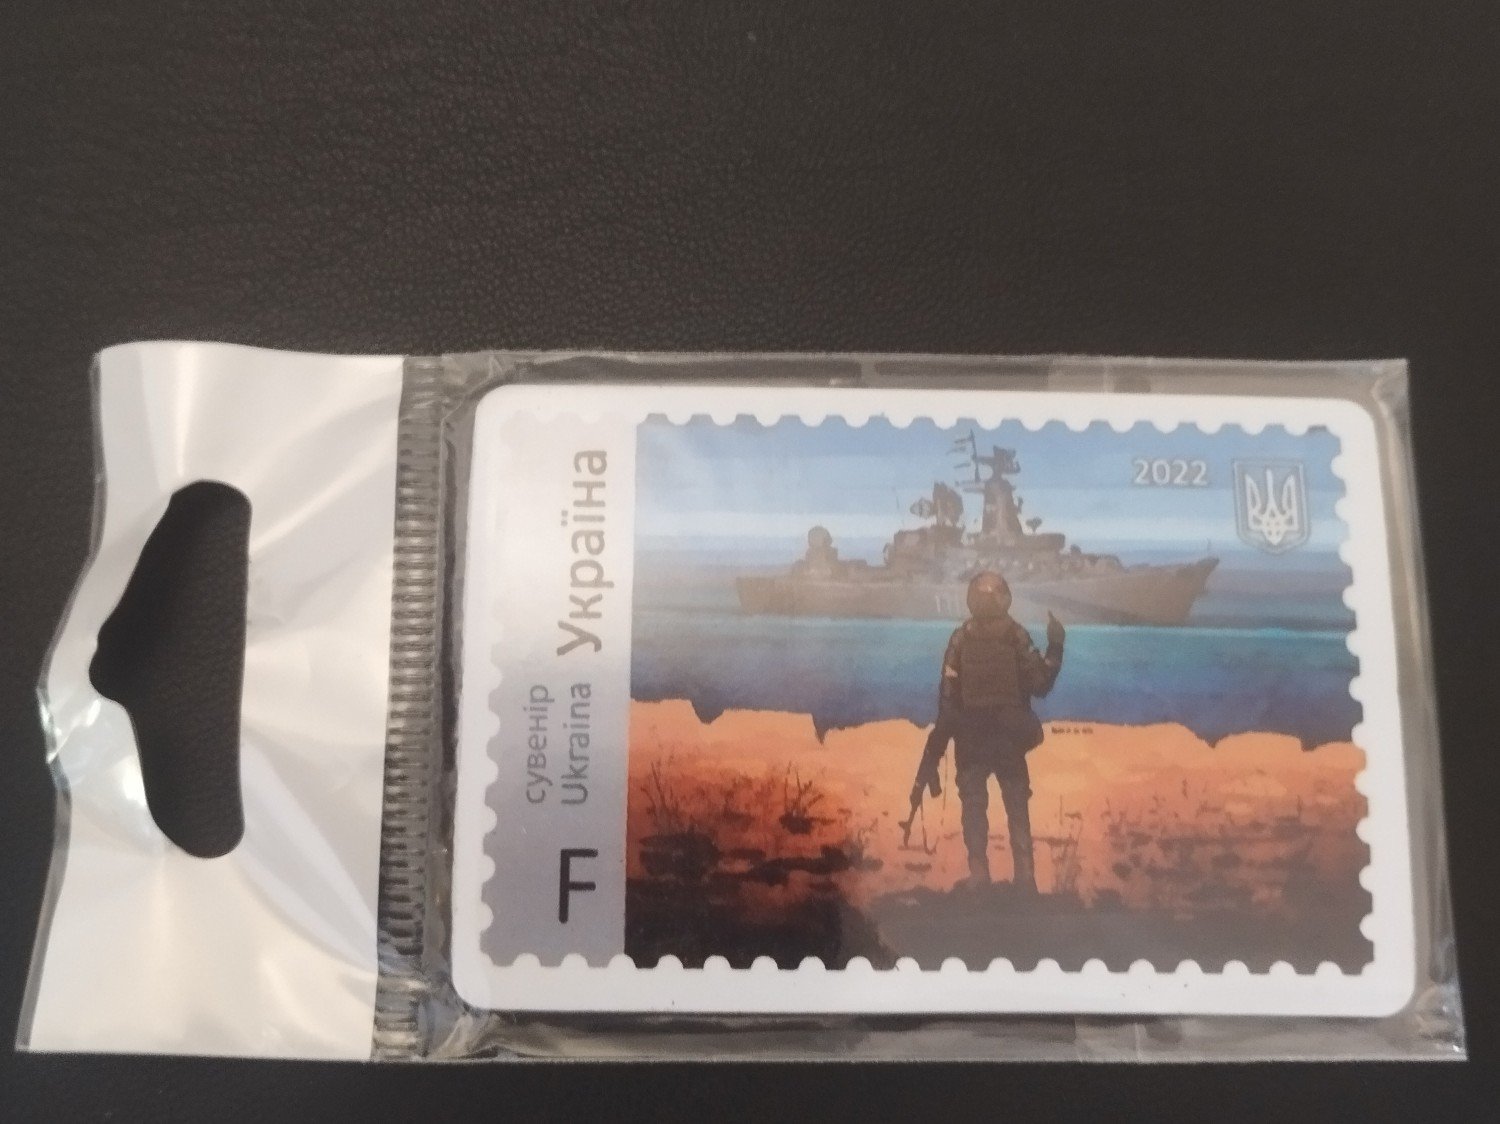 Україна
сувенір
Ukraina
F
2022